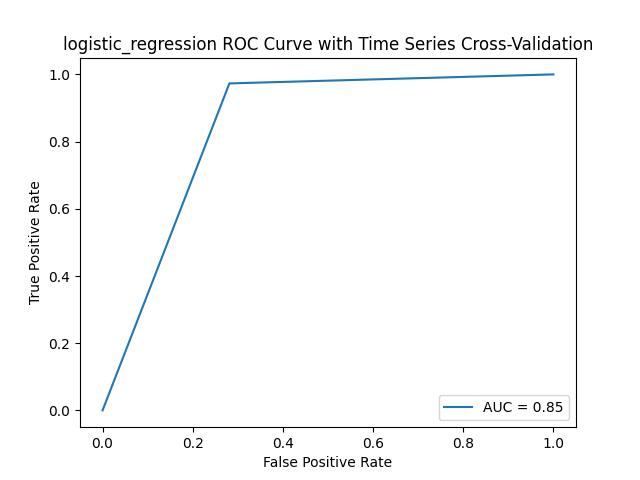 logistic_regression ROC Curve with Time Series Cross-Validation
1.0
0.8
0.6
0.4
0.2
0.0
True Positive Rate
AUC = 0.85
0.0 0.2 0.4 0.6 0.8 1.0
False Positive Rate